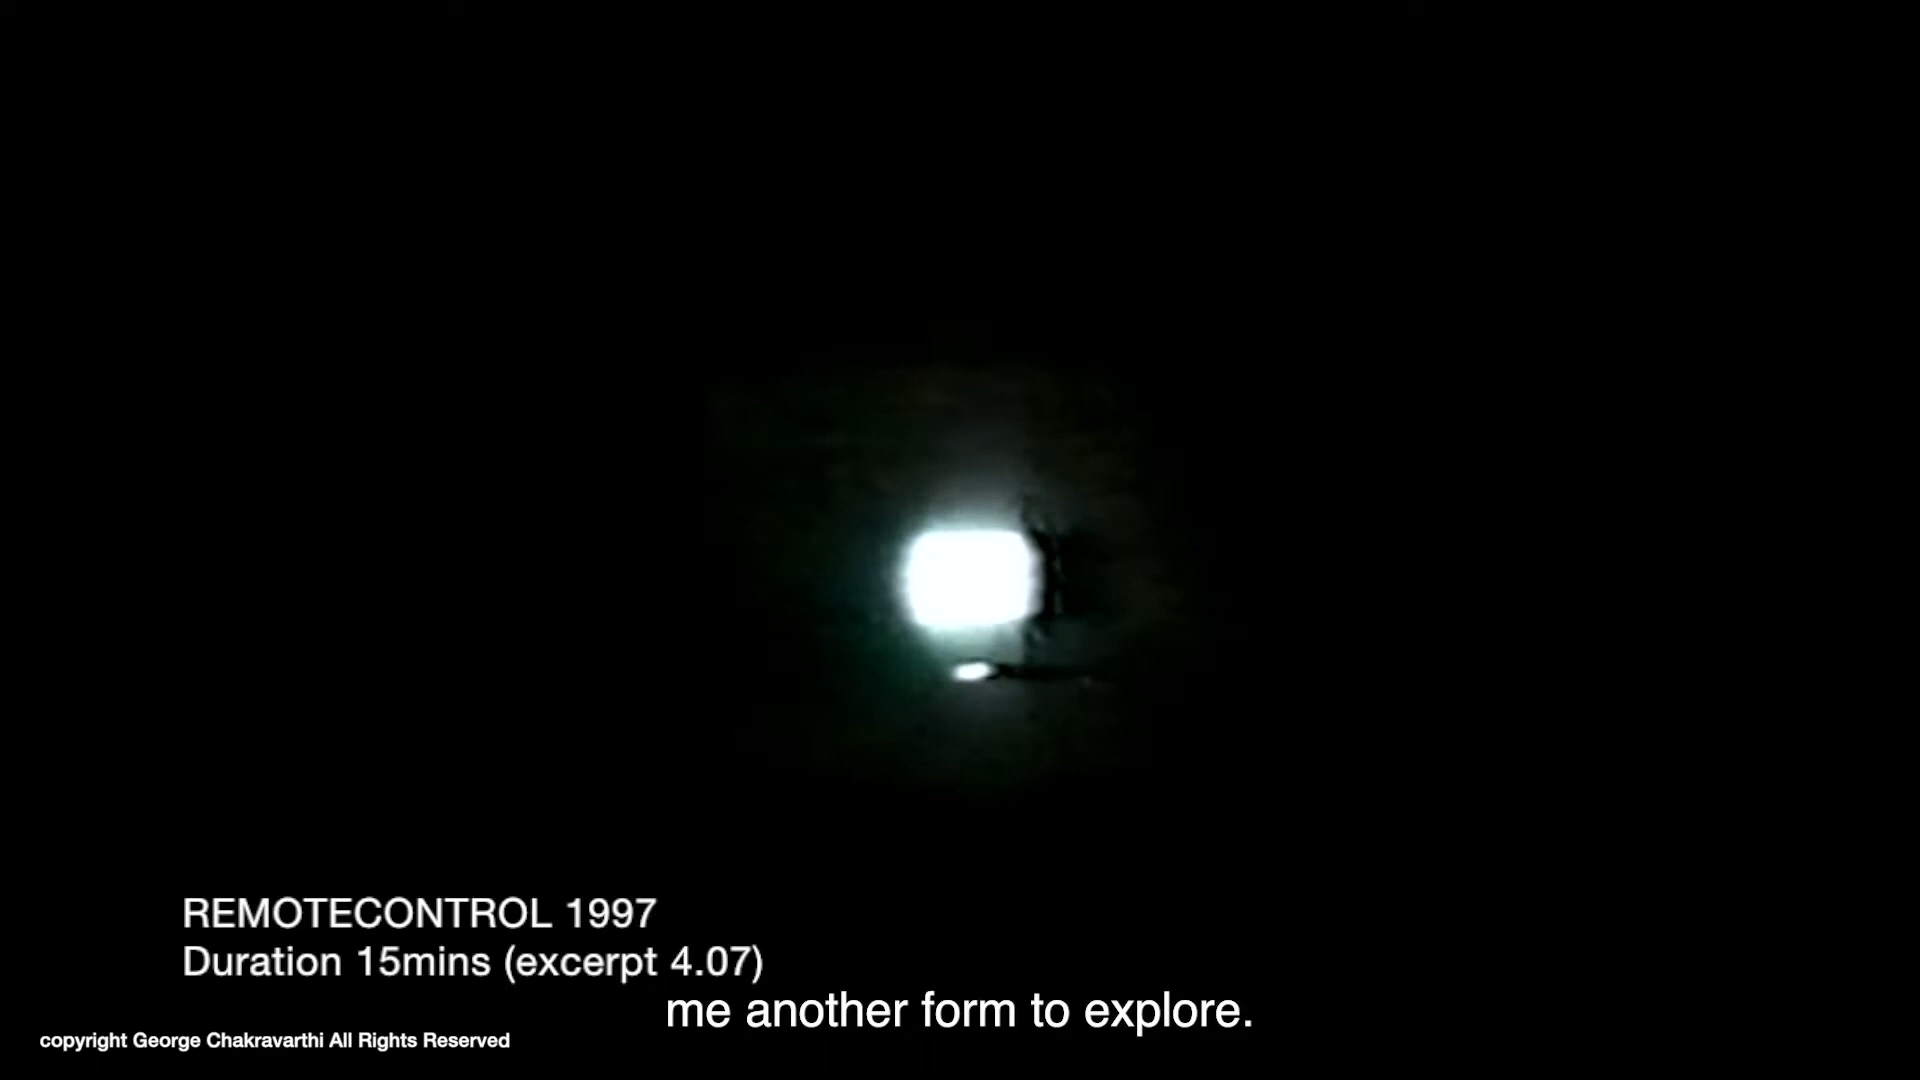 REMOTECONTROL 1997
Duration 15mins (excerpt 4.07)
me another form to explore.
copyright George Chakravarthi All Rights Reserved